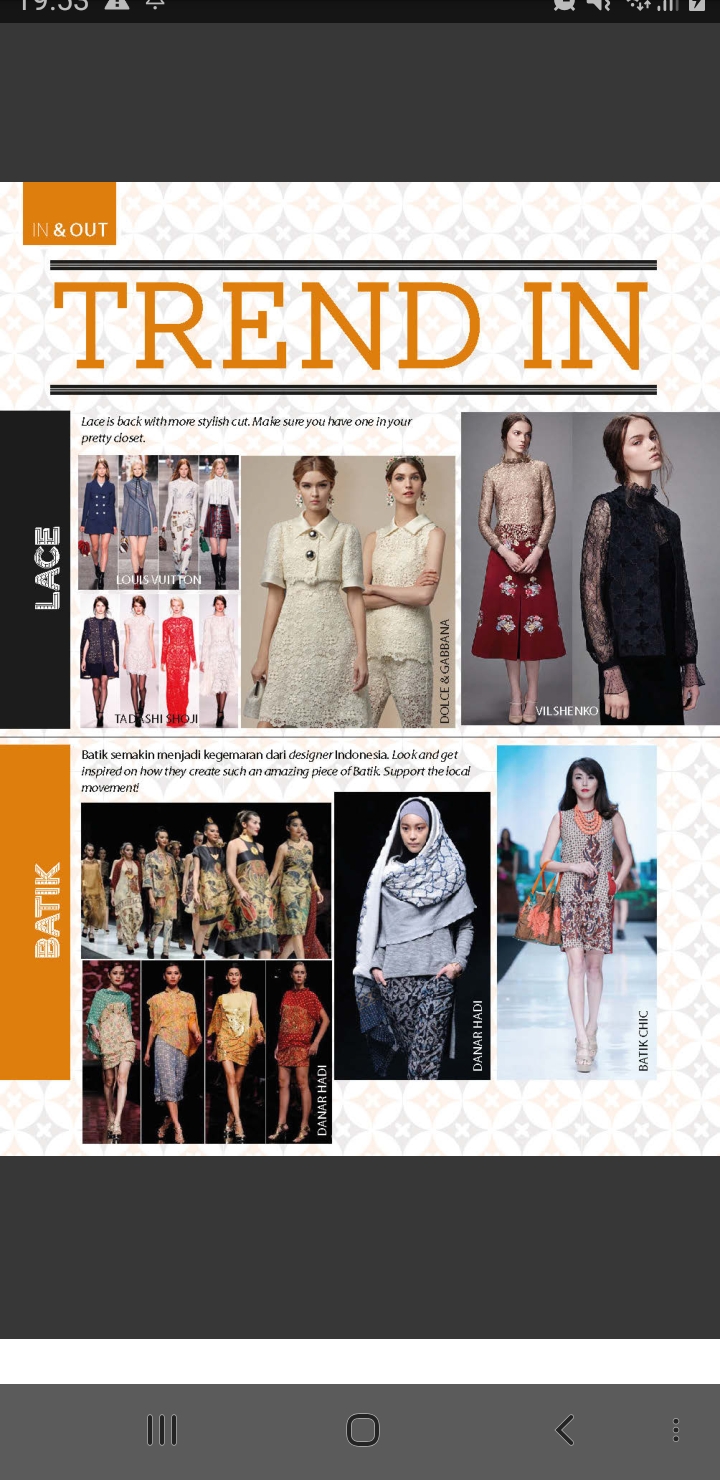 19:53
IN & OUT
TREND IN
LACE
Lace is back with more stylish cut. Make sure you have one in your
pretty closet.
LOUIS VUITTON
TADASHI SHOJI
DOLCE & GABBANA
VILSHENKO
BATIK
Batik semakin menjadi kegemaran dari designer Indonesia. Look and get
inspired on how they create such an amazing piece of Batik. Support the local
movement!
DANAR HADI
DANAR HADI
BATIK CHIC